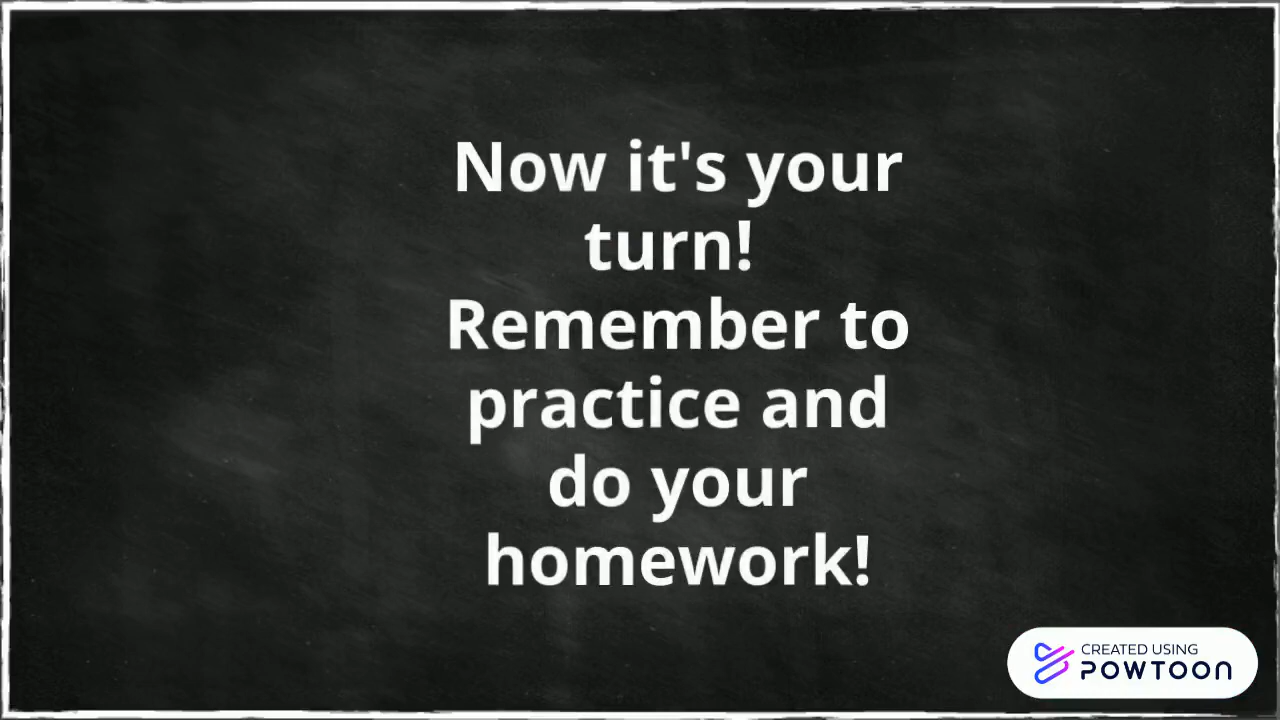 Now it's your
turn!
Remember to
practice and
do your
homework!
CREATED USING
POWTOON